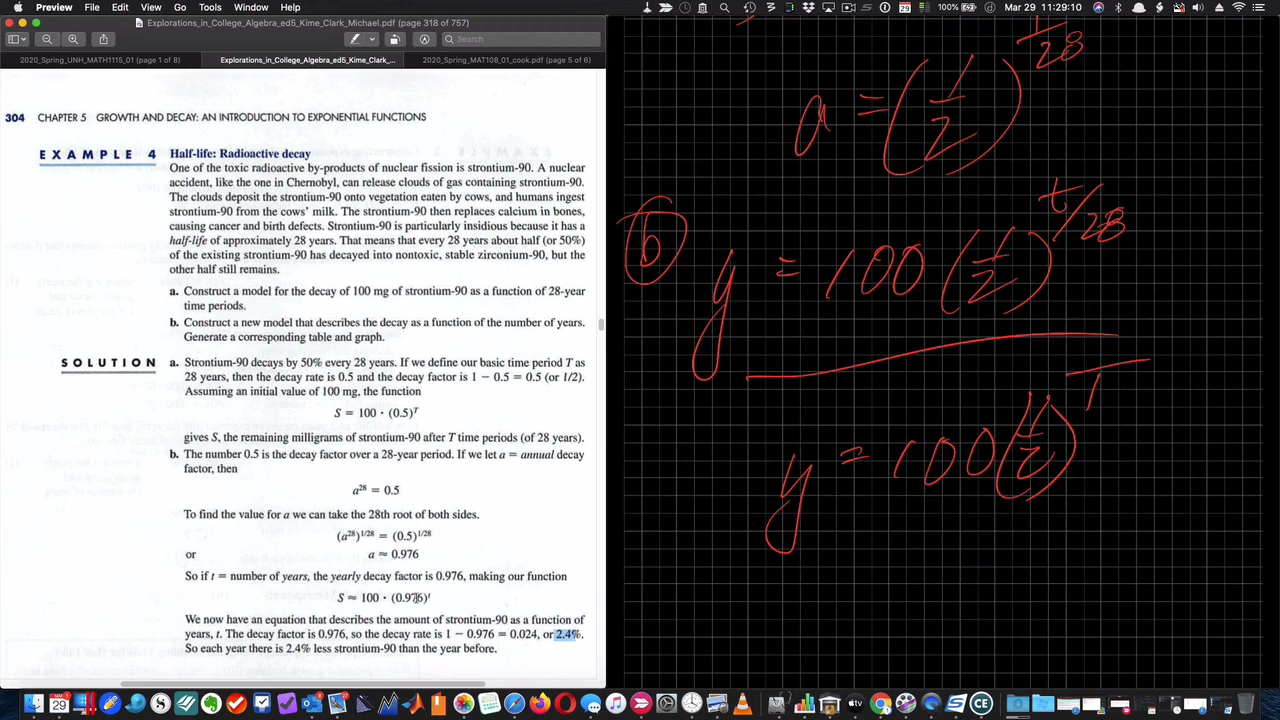 Preview File Edit View Go Tools Window Help
100% Mar 29 11:29:10
Explorations_in_College_Algebra_ed5_Kime_Clark_Michael.pdf (page 318 of 757)
Search
2020_Spring_UNH_MATH1115_01 (page 1 of 8) Explorations_in_College_Algebra_ed5_Kime_Clark_... 2020_Spring_MAT108_01_cook.pdf (page 5 of 6)
304 CHAPTER 5 GROWTH AND DECAY: AN INTRODUCTION TO EXPONENTIAL FUNCTIONS
EXAMPLE 4 Half-life: Radioactive decay
One of the toxic radioactive by-products of nuclear fission is strontium-90. A nuclear
accident, like the one in Chernobyl, can release clouds of gas containing strontium-90.
The clouds deposit the strontium-90 onto vegetation eaten by cows, and humans ingest
strontium-90 from the cows' milk. The strontium-90 then replaces calcium in bones,
causing cancer and birth defects. Strontium-90 is particularly insidious because it has a
half-life of approximately 28 years. That means that every 28 years about half (or 50%)
of the existing strontium-90 has decayed into nontoxic, stable zirconium-90, but the
other half still remains.
a. Construct a model for the decay of 100 mg of strontium-90 as a function of 28-year
time periods.
b. Construct a new model that describes the decay as a function of the number of years.
Generate a corresponding table and graph.
SOLUTION a. Strontium-90 decays by 50% every 28 years. If we define our basic time period T as
28 years, then the decay rate is 0.5 and the decay factor is 1 − 0.5 = 0.5 (or 1/2).
Assuming an initial value of 100 mg, the function
S = 100 · (0.5)^T
gives S, the remaining milligrams of strontium-90 after T time periods (of 28 years).
b. The number 0.5 is the decay factor over a 28-year period. If we let a = annual decay
factor, then
a^28 = 0.5
To find the value for a we can take the 28th root of both sides.
(a^28)^1/28 = (0.5)^1/28
or a ≈ 0.976
So if t = number of years, the yearly decay factor is 0.976, making our function
S ≈ 100 · (0.976)^t
We now have an equation that describes the amount of strontium-90 as a function of
years, t. The decay factor is 0.976, so the decay rate is 1 − 0.976 = 0.024, or 2.4%.
So each year there is 2.4% less strontium-90 than the year before.
a = (1/2)^1/28
b y = 100 (1/2)^t/28
y = 100 (1/2)^T